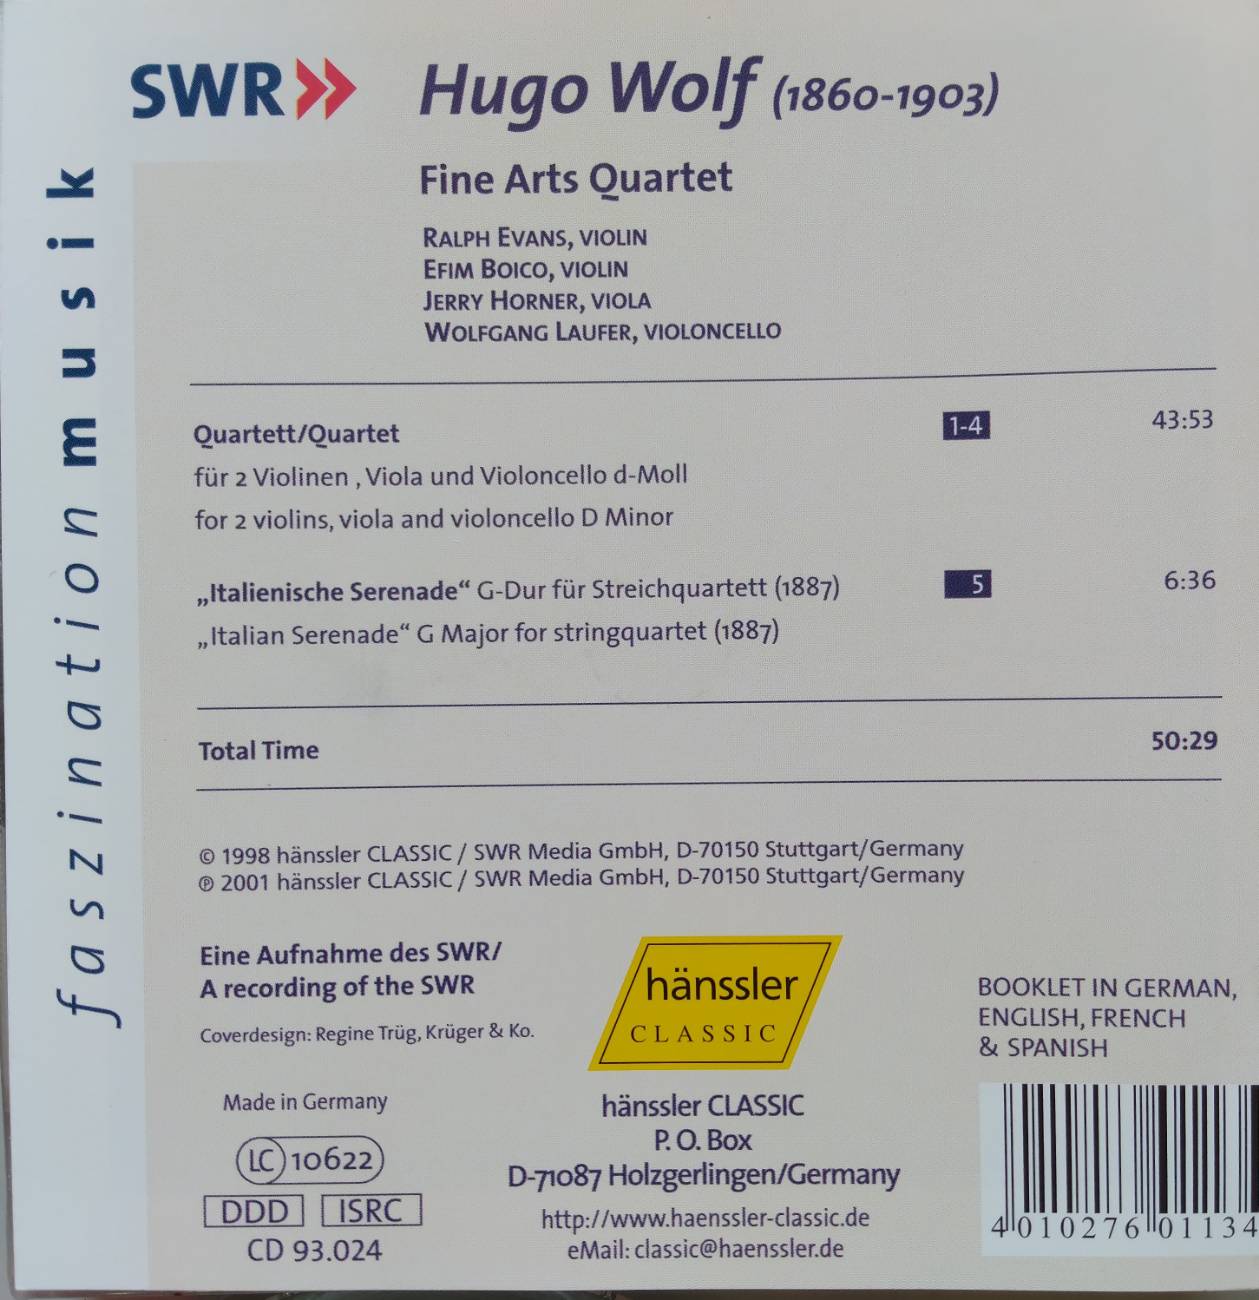 SWR»
Hugo Wolf (1860-1903)
faszination musik
Fine Arts Quartet
RALPH EVANS, VIOLIN
EFIM BOICO, VIOLIN
JERRY HORNER, VIOLA
WOLFGANG LAUFER, VIOLONCELLO
Quartett/Quartet 1-4 43:53
für 2 Violinen , Viola und Violoncello d-Moll
for 2 violins, viola and violoncello D Minor
„Italienische Serenade“ G-Dur für Streichquartett (1887) 5 6:36
„Italian Serenade“ G Major for stringquartet (1887)
Total Time 50:29
© 1998 hänssler CLASSIC / SWR Media GmbH, D-70150 Stuttgart/Germany
℗ 2001 hänssler CLASSIC / SWR Media GmbH, D-70150 Stuttgart/Germany
Eine Aufnahme des SWR/
A recording of the SWR
Coverdesign: Regine Trüg, Krüger & Ko.
hänssler
CLASSIC
BOOKLET IN GERMAN,
ENGLISH, FRENCH
& SPANISH
Made in Germany
LC 10622
DDD ISRC
CD 93.024
hänssler CLASSIC
P. O. Box
D-71087 Holzgerlingen/Germany
http://www.haenssler-classic.de
eMail: classic@haenssler.de
4 010276 01134